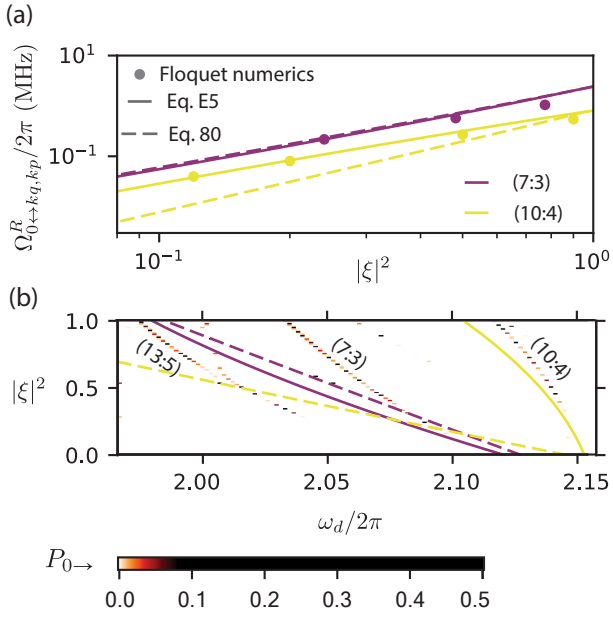 (a)
Ω^R_{0↔kq,kp}/2π (MHz)
10^1
10^{-1}
Floquet numerics
Eq. E5
Eq. 80
(7:3)
(10:4)
10^{-1}
|ξ|^2
10^0
(b)
|ξ|^2
1.0
0.5
0.0
(13:5)
(7:3)
(10:4)
2.00
2.05
2.10
2.15
ω_d/2π
P_{0→}
0.0
0.1
0.2
0.3
0.4
0.5